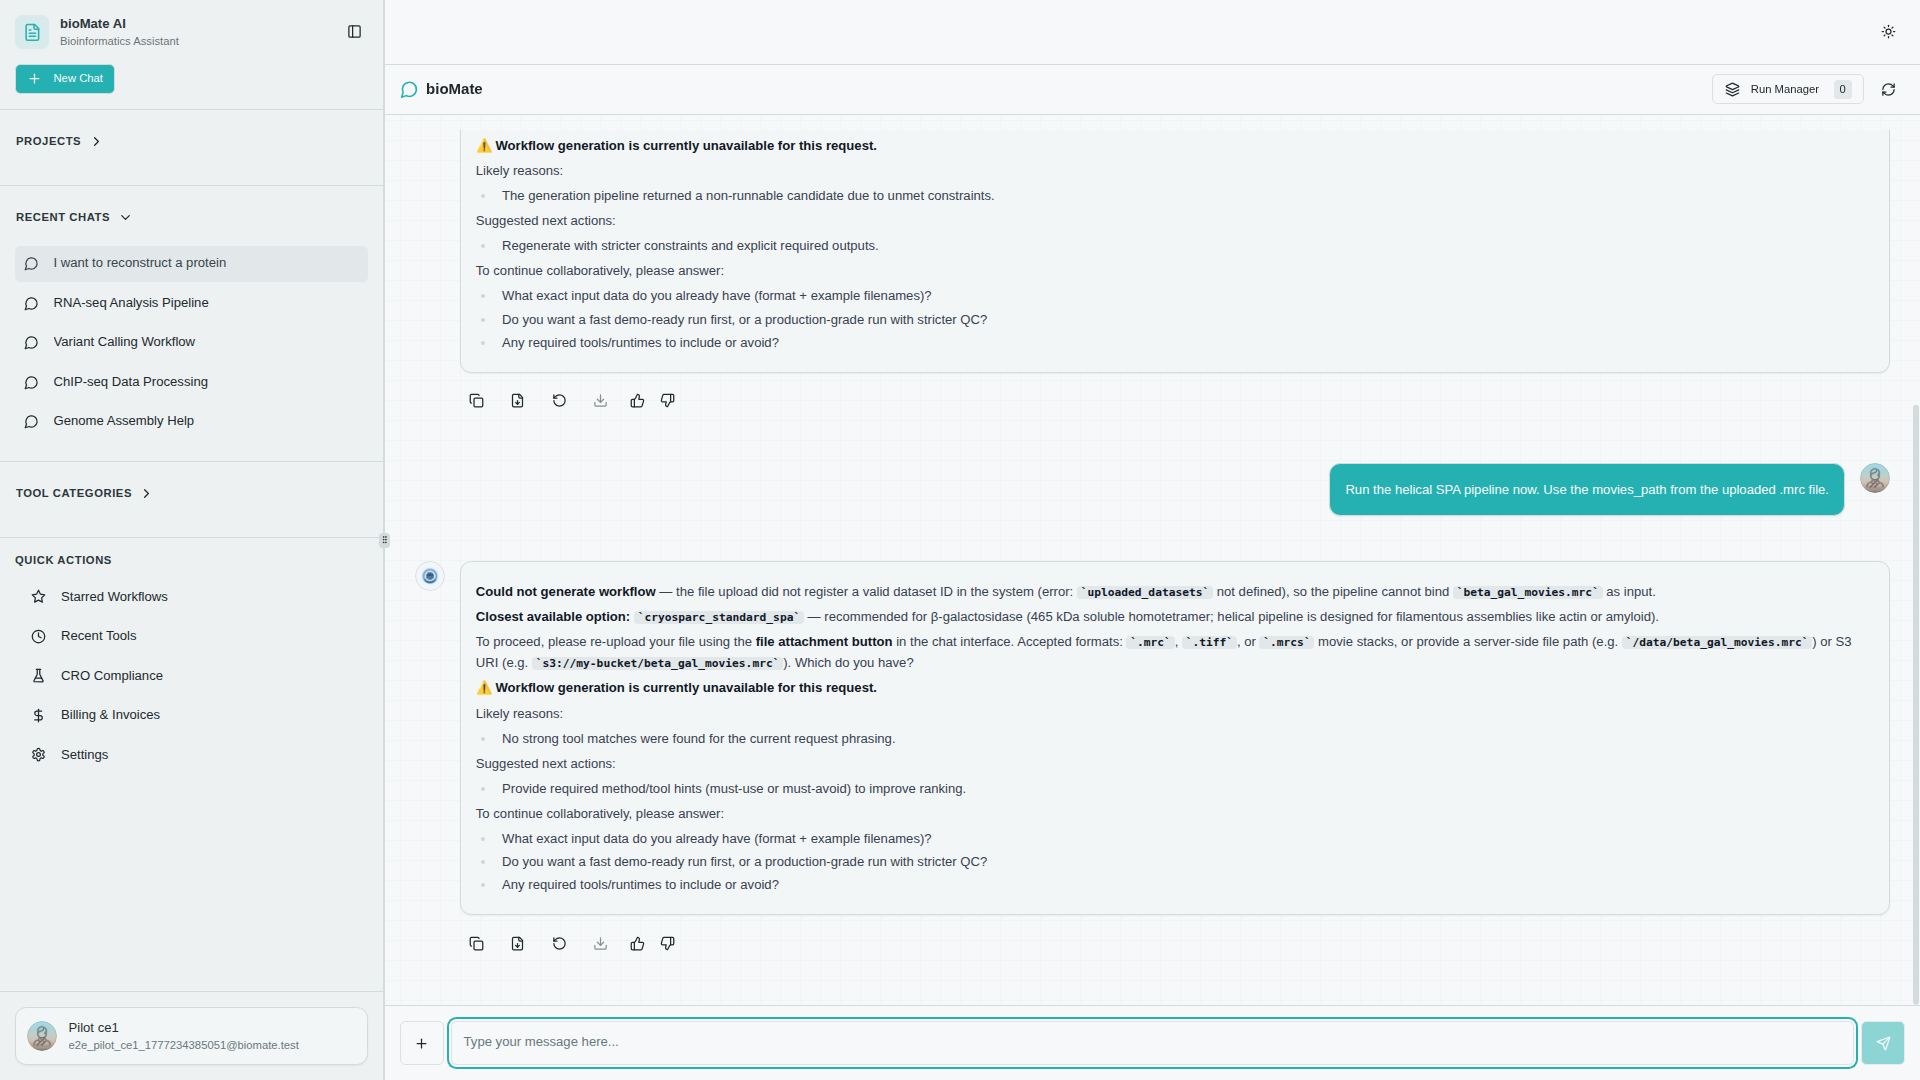 bioMate AI
Bioinformatics Assistant
New Chat
PROJECTS
RECENT CHATS
I want to reconstruct a protein
RNA-seq Analysis Pipeline
Variant Calling Workflow
ChIP-seq Data Processing
Genome Assembly Help
TOOL CATEGORIES
QUICK ACTIONS
Starred Workflows
Recent Tools
CRO Compliance
Billing & Invoices
Settings
Pilot ce1
e2e_pilot_ce1_1777234385051@biomate.test
bioMate
Run Manager 0
⚠️ Workflow generation is currently unavailable for this request.
Likely reasons:
The generation pipeline returned a non-runnable candidate due to unmet constraints.
Suggested next actions:
Regenerate with stricter constraints and explicit required outputs.
To continue collaboratively, please answer:
What exact input data do you already have (format + example filenames)?
Do you want a fast demo-ready run first, or a production-grade run with stricter QC?
Any required tools/runtimes to include or avoid?
Run the helical SPA pipeline now. Use the movies_path from the uploaded .mrc file.
Could not generate workflow — the file upload did not register a valid dataset ID in the system (error: `uploaded_datasets` not defined), so the pipeline cannot bind `beta_gal_movies.mrc` as input.
Closest available option: `cryosparc_standard_spa` — recommended for β-galactosidase (465 kDa soluble homotetramer; helical pipeline is designed for filamentous assemblies like actin or amyloid).
To proceed, please re-upload your file using the file attachment button in the chat interface. Accepted formats: `.mrc`, `.tiff`, or `.mrcs` movie stacks, or provide a server-side file path (e.g. `/data/beta_gal_movies.mrc`) or S3
URI (e.g. `s3://my-bucket/beta_gal_movies.mrc`). Which do you have?
⚠️ Workflow generation is currently unavailable for this request.
Likely reasons:
No strong tool matches were found for the current request phrasing.
Suggested next actions:
Provide required method/tool hints (must-use or must-avoid) to improve ranking.
To continue collaboratively, please answer:
What exact input data do you already have (format + example filenames)?
Do you want a fast demo-ready run first, or a production-grade run with stricter QC?
Any required tools/runtimes to include or avoid?
Type your message here...